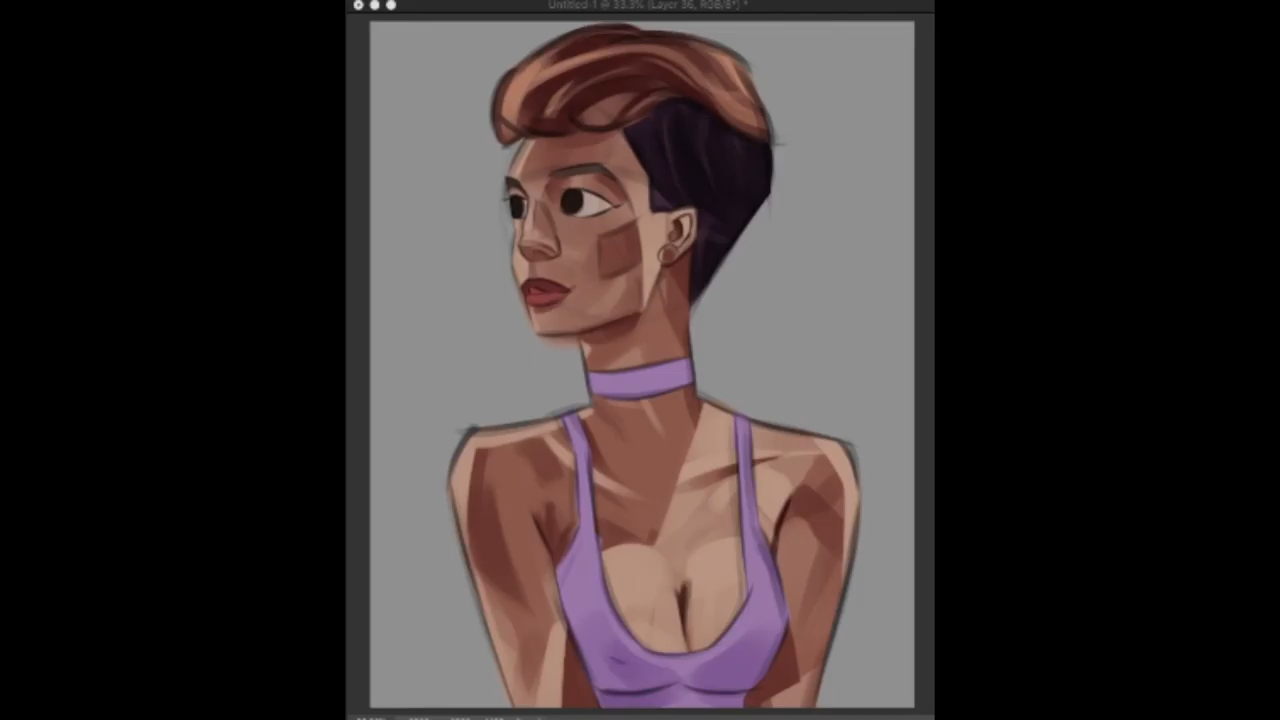 Untitled-1 @ 33.3% (Layer 36, RGB/8*) *